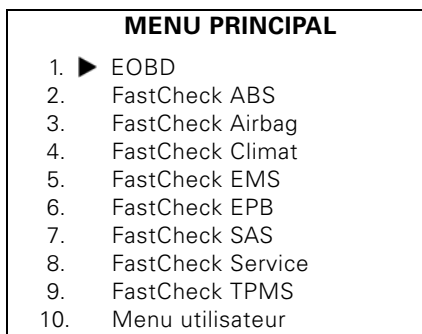 MENU PRINCIPAL
1. ▶ EOBD
2. FastCheck ABS
3. FastCheck Airbag
4. FastCheck Climat
5. FastCheck EMS
6. FastCheck EPB
7. FastCheck SAS
8. FastCheck Service
9. FastCheck TPMS
10. Menu utilisateur